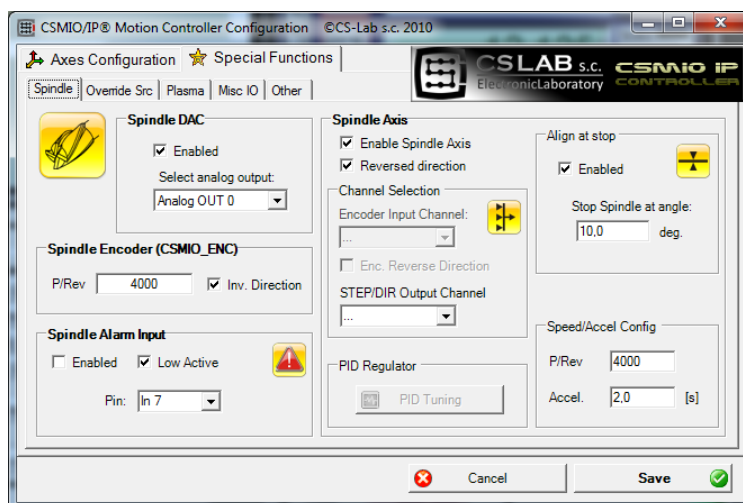 CSMIO/IP® Motion Controller Configuration ©CS-Lab s.c. 2010
Axes Configuration
Special Functions
CSLAB s.c.
ElectronicLaboratory
CSMIO IP
CONTROLLER
Spindle
Override Src
Plasma
Misc IO
Other
Spindle DAC
Enabled
Select analog output:
Analog OUT 0
Spindle Encoder (CSMIO_ENC)
P/Rev
4000
Inv. Direction
Spindle Alarm Input
Enabled
Low Active
Pin:
In 7
Spindle Axis
Enable Spindle Axis
Reversed direction
Channel Selection
Encoder Input Channel:
...
Enc. Reverse Direction
STEP/DIR Output Channel
...
PID Regulator
PID Tuning
Align at stop
Enabled
Stop Spindle at angle:
10,0
deg.
Speed/Accel Config
P/Rev
4000
Accel.
2,0
[s]
Cancel
Save